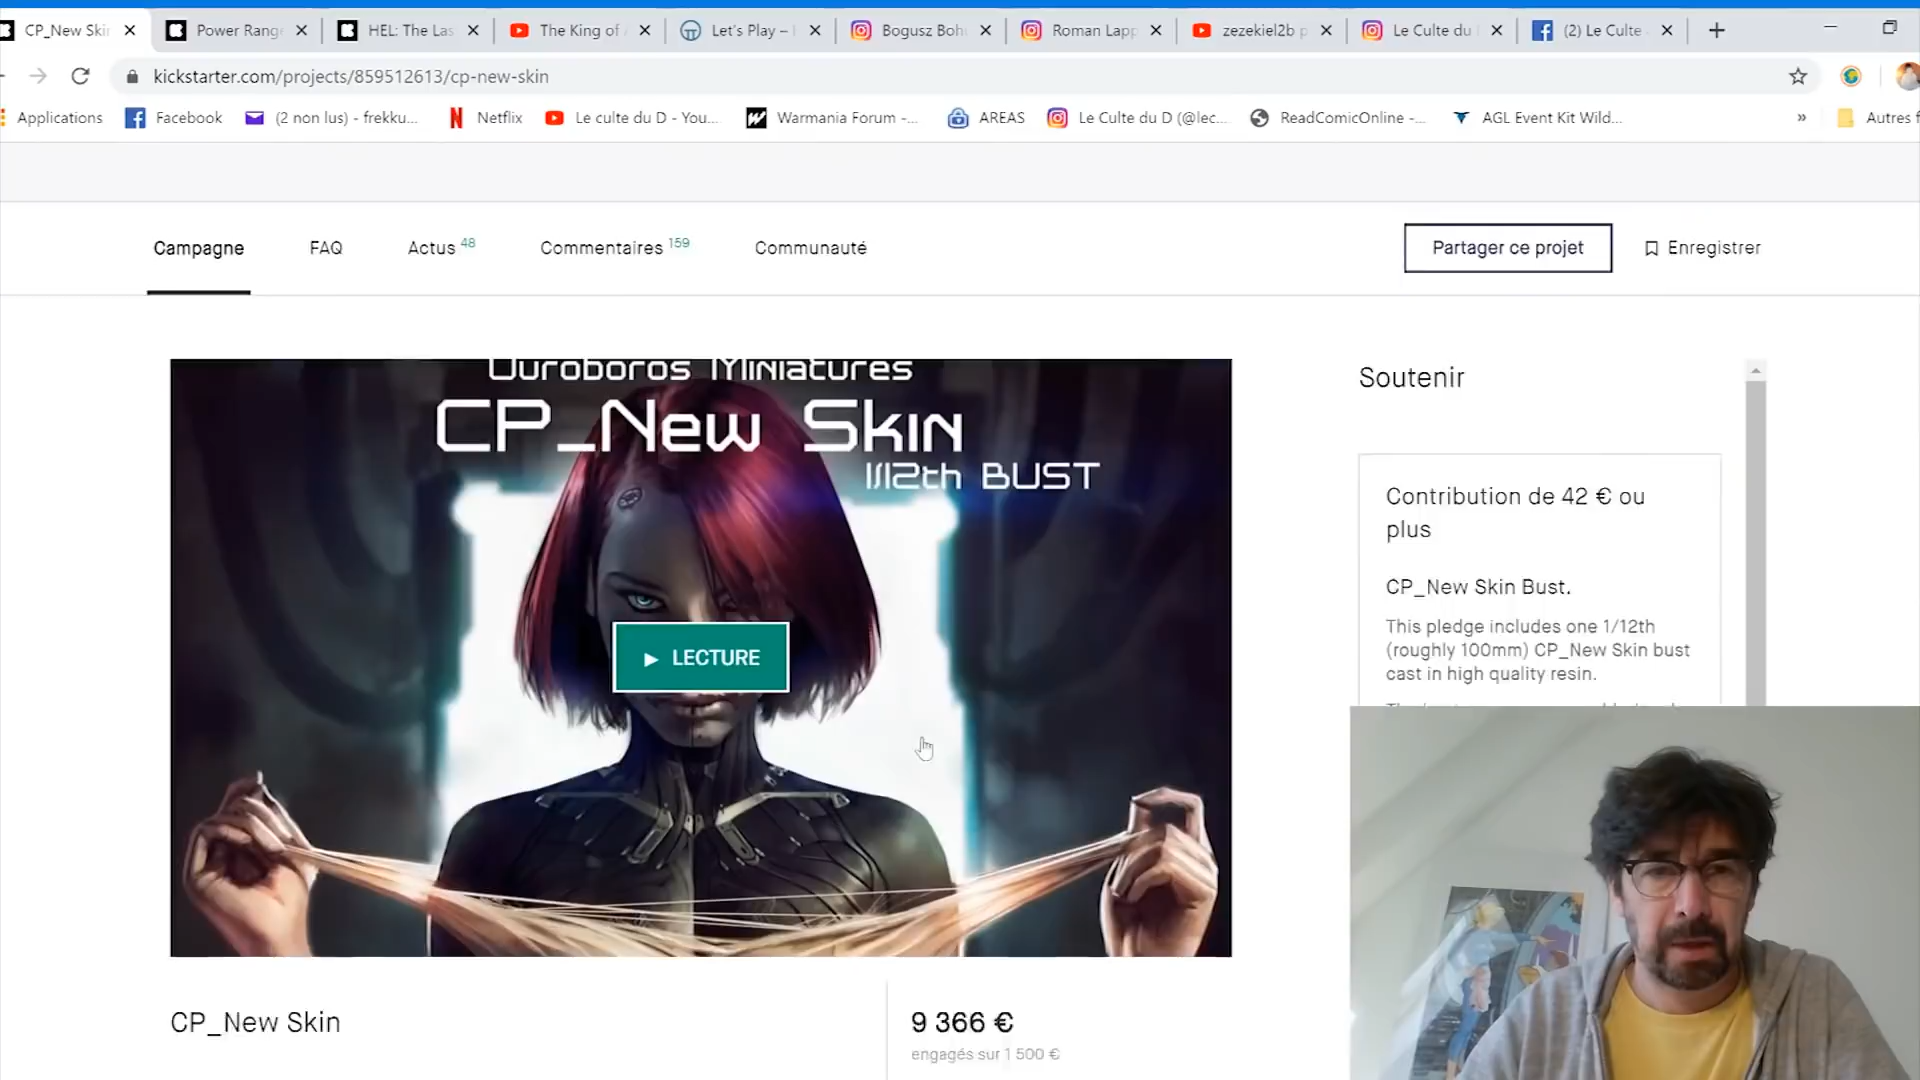 CP_New Ski
Power Range
HEL: The Las
The King of
Let's Play –
Bogusz Boh
Roman Lapp
zezekiel2b p
Le Culte du
(2) Le Culte
kickstarter.com/projects/859512613/cp-new-skin
Applications
Facebook
(2 non lus) - frekku...
Netflix
Le culte du D - You...
Warmania Forum -...
AREAS
Le Culte du D (@lec...
ReadComicOnline -...
AGL Event Kit Wild...
»
Autres f
Campagne
FAQ
Actus 48
Commentaires 159
Communauté
Partager ce projet
Enregistrer
Ouroboros Miniatures
CP_New Skin
1/12th BUST
LECTURE
Soutenir
Contribution de 42 € ou
plus
CP_New Skin Bust.
This pledge includes one 1/12th
(roughly 100mm) CP_New Skin bust
cast in high quality resin.
CP_New Skin
9 366 €
engagés sur 1 500 €